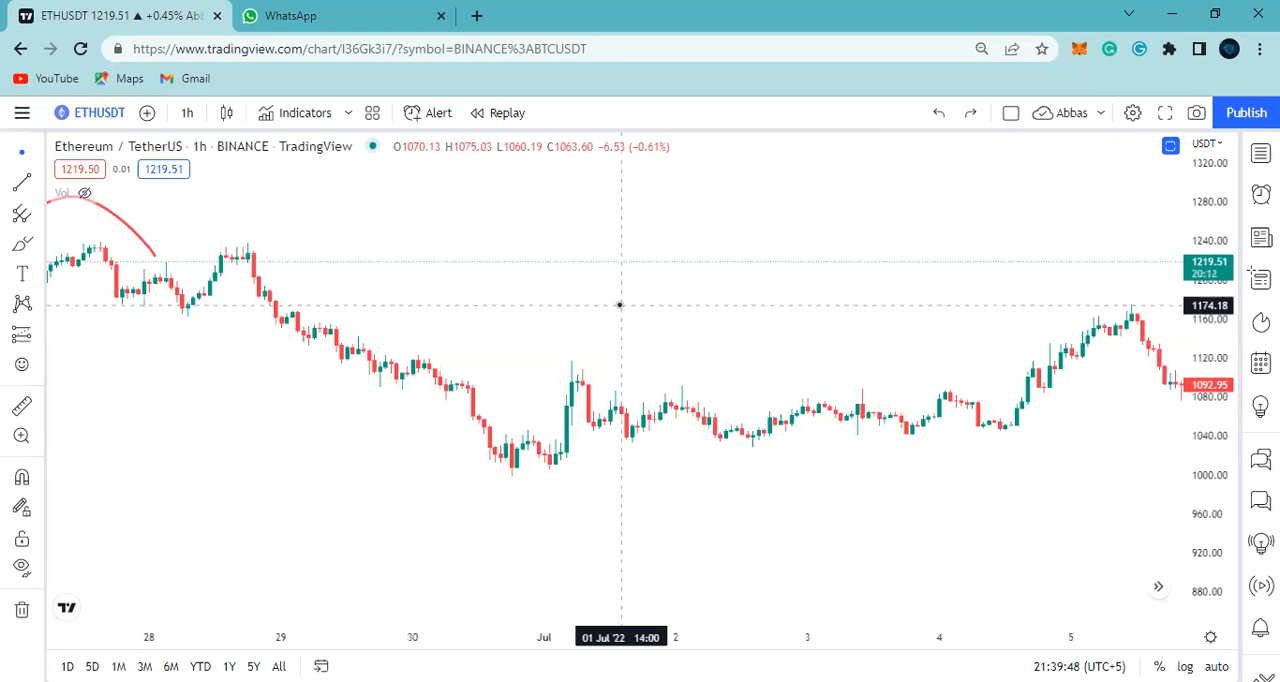 ETHUSDT 1219.51 ▲ +0.45% Ab
WhatsApp
https://www.tradingview.com/chart/I36Gk3i7/?symbol=BINANCE%3ABTCUSDT
YouTube Maps Gmail
ETHUSDT 1h Indicators Alert Replay Abbas Publish
Ethereum / TetherUS · 1h · BINANCE · TradingView O1070.13 H1075.03 L1060.19 C1063.60 −6.53 (−0.61%) USDT
1219.50 0.01 1219.51
Vol
1320.00
1280.00
1240.00
1219.51
20:12
1200.00
1174.18
1160.00
1120.00
1092.95
1080.00
1040.00
1000.00
960.00
920.00
880.00
28 29 30 Jul 01 Jul '22 14:00 2 3 4 5
1D 5D 1M 3M 6M YTD 1Y 5Y All 21:39:48 (UTC+5) % log auto